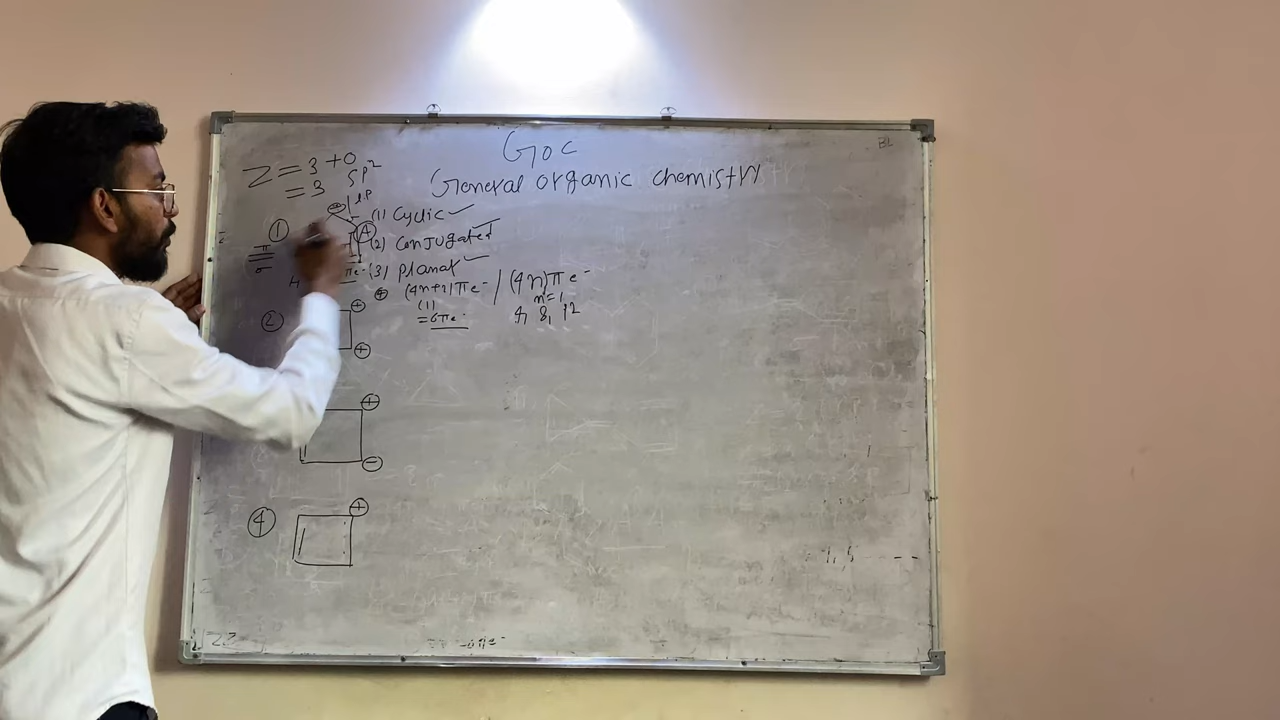 GOC
General organic chemistry
Z = 3 + 0
= 3 SP²
l.p
① (1) Cyclic ✓
(2) Conjugated
(3) Planar ✓
πe⁻
π
σ
(4n+2)πe⁻ / (4n)πe⁻
(1) n=1
= 6πe⁻ 4, 8, 12
②
④